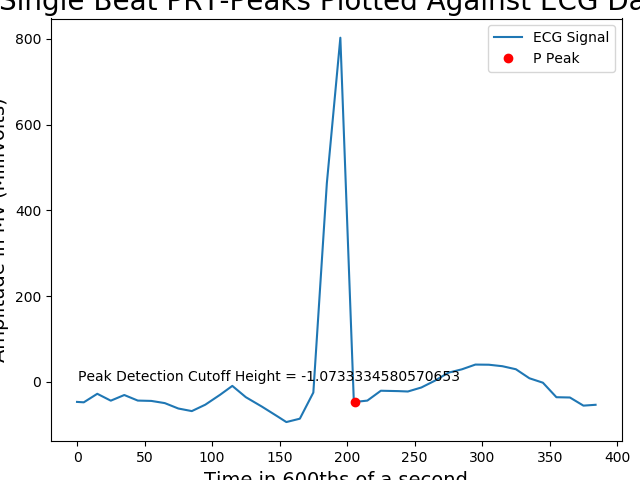 Single Beat PRT-Peaks Plotted Against ECG Da
ECG Signal
P Peak
800
600
400
200
0
Peak Detection Cutoff Height = -1.0733334580570653
Amplitude in MV (Millivolts)
0 50 100 150 200 250 300 350 400
Time in 600ths of a second